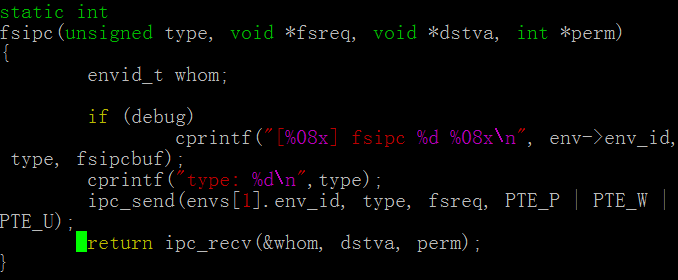 static int
fsipc(unsigned type, void *fsreq, void *dstva, int *perm)
{
        envid_t whom;

        if (debug)
                cprintf("[%08x] fsipc %d %08x\n", env->env_id,
 type, fsipcbuf);
        cprintf("type: %d\n",type);
        ipc_send(envs[1].env_id, type, fsreq, PTE_P | PTE_W |
PTE_U);
        return ipc_recv(&whom, dstva, perm);
}